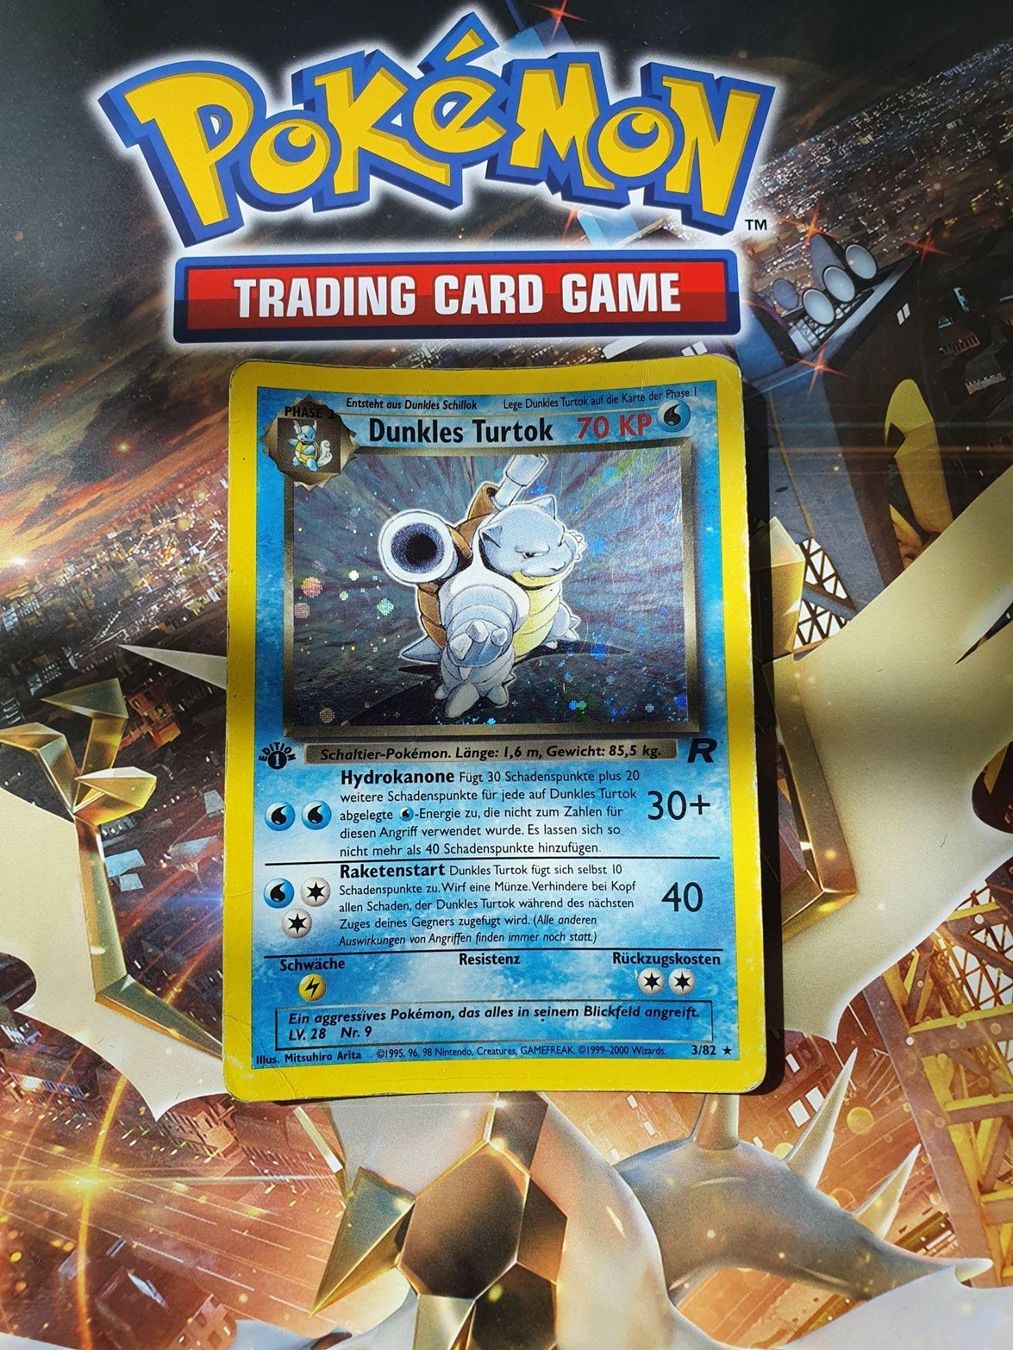 POKéMON
™
TRADING CARD GAME
PHASE 2
Entsteht aus Dunkles Schillok
Lege Dunkles Turtok auf die Karte der Phase 1
Dunkles Turtok 70 KP
EDITION 1
Schaltier-Pokémon. Länge: 1,6 m, Gewicht: 85,5 kg.
R
Hydrokanone Fügt 30 Schadenspunkte plus 20
weitere Schadenspunkte für jede auf Dunkles Turtok
abgelegte -Energie zu, die nicht zum Zahlen für
diesen Angriff verwendet wurde. Es lassen sich so
nicht mehr als 40 Schadenspunkte hinzufügen.
30+
Raketenstart Dunkles Turtok fügt sich selbst 10
Schadenspunkte zu. Wirf eine Münze. Verhindere bei Kopf
allen Schaden, der Dunkles Turtok während des nächsten
Zuges deines Gegners zugefügt wird. (Alle anderen
Auswirkungen von Angriffen finden immer noch statt.)
40
Schwäche Resistenz Rückzugskosten
Ein aggressives Pokémon, das alles in seinem Blickfeld angreift.
LV. 28 Nr. 9
Illus. Mitsuhiro Arita ©1995, 96, 98 Nintendo, Creatures, GAMEFREAK. ©1999-2000 Wizards. 3/82 ★